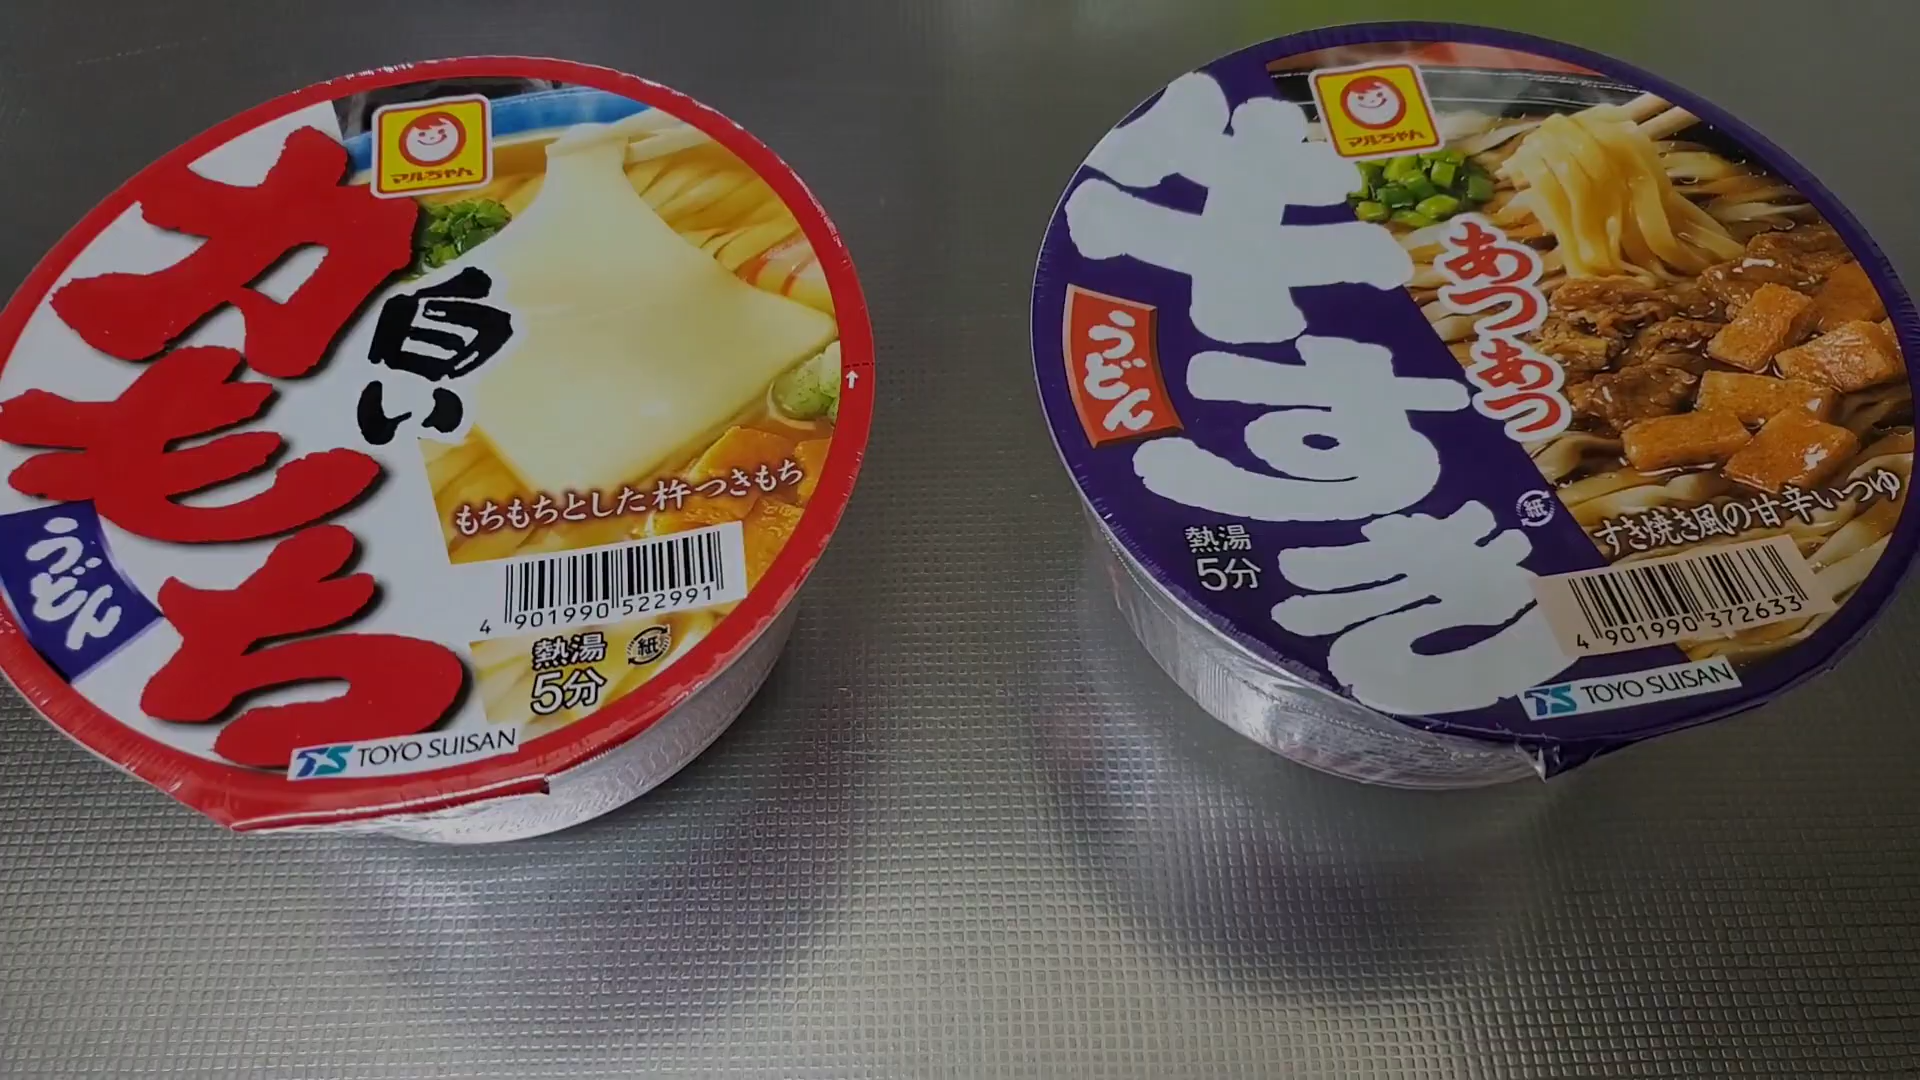 マルちゃん
白い
力もち
うどん
もちもちとした杵つきもち
4 901990 522991
熱湯
5分
紙
TOYO SUISAN
マルちゃん
あつあつ
牛すき
うどん
紙
すき焼き風の甘辛いつゆ
熱湯
5分
4 901990 372633
TOYO SUISAN